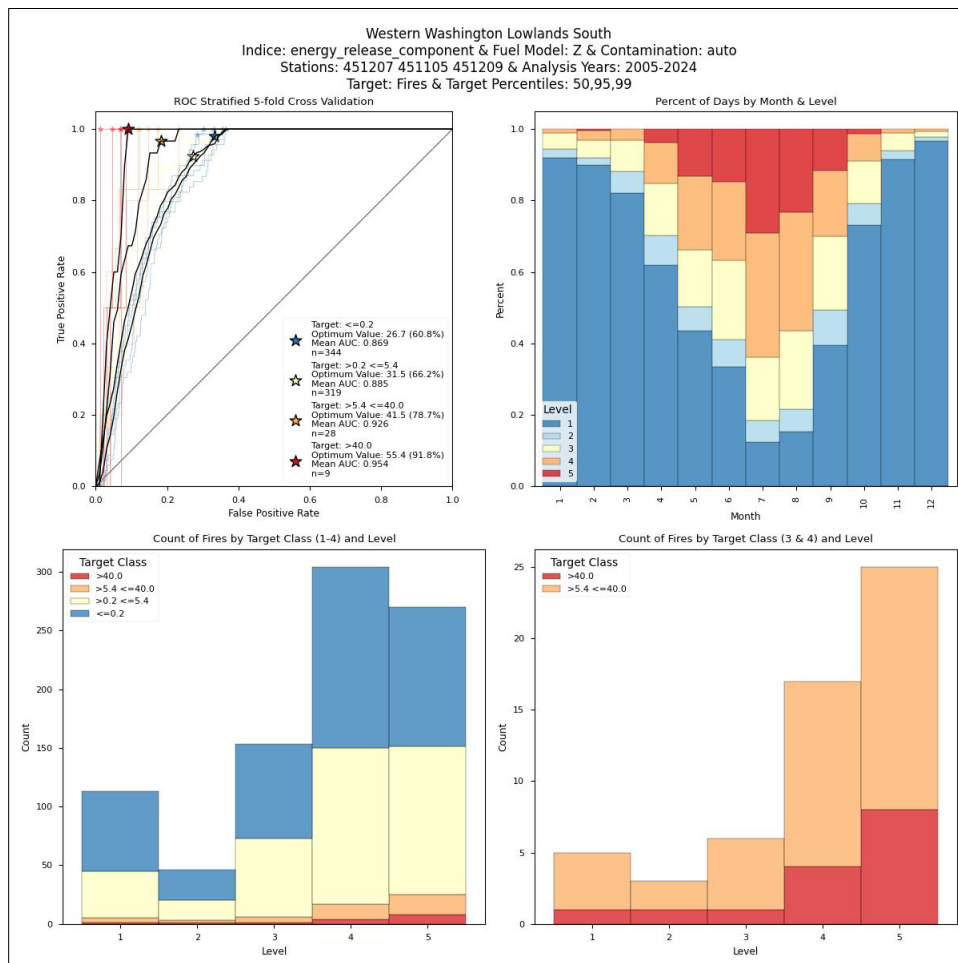 Western Washington Lowlands South
Indice: energy_release_component & Fuel Model: Z & Contamination: auto
Stations: 451207 451105 451209 & Analysis Years: 2005-2024
Target: Fires & Target Percentiles: 50,95,99
ROC Stratified 5-fold Cross Validation
1.0
0.8
0.6
0.4
0.2
0.0
True Positive Rate
Target: <=0.2
Optimum Value: 26.7 (60.8%)
Mean AUC: 0.869
n=344
Target: >0.2 <=5.4
Optimum Value: 31.5 (66.2%)
Mean AUC: 0.885
n=319
Target: >5.4 <=40.0
Optimum Value: 41.5 (78.7%)
Mean AUC: 0.926
n=28
Target: >40.0
Optimum Value: 55.4 (91.8%)
Mean AUC: 0.954
n=9
0.0 0.2 0.4 0.6 0.8 1.0
False Positive Rate
Percent of Days by Month & Level
1.0
0.8
0.6
0.4
0.2
0.0
Percent
Level
1
2
3
4
5
1 2 3 4 5 6 7 8 9 10 11 12
Month
Count of Fires by Target Class (1-4) and Level
Target Class
>40.0
>5.4 <=40.0
>0.2 <=5.4
<=0.2
300
250
200
150
100
50
0
Count
1 2 3 4 5
Level
Count of Fires by Target Class (3 & 4) and Level
Target Class
>40.0
>5.4 <=40.0
25
20
15
10
5
0
Count
1 2 3 4 5
Level